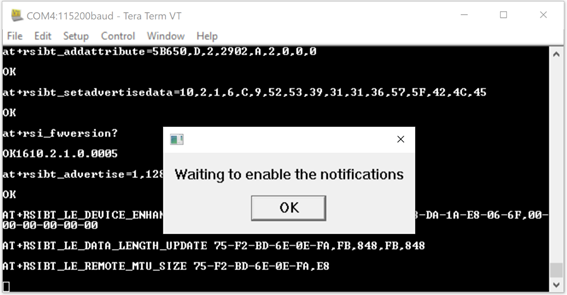 COM4:115200baud - Tera Term VT
File Edit Setup Control Window Help
at+rsibt_addattribute=5B650,D,2,2902,A,2,0,0,0
OK
at+rsibt_setadvertisedata=10,2,1,6,C,9,52,53,39,31,31,36,57,5F,42,4C,45
OK
at+rsi_fwversion?
OK1610.2.1.0.0005
at+rsibt_advertise=1,128
OK
AT+RSIBT_LE_DEVICE_ENHAN -DA-1A-E8-06-6F,00-
00-00-00-00-00
AT+RSIBT_LE_DATA_LENGTH_UPDATE 75-F2-BD-6E-0E-FA,FB,848,FB,848
AT+RSIBT_LE_REMOTE_MTU_SIZE 75-F2-BD-6E-0E-FA,E8
Waiting to enable the notifications
OK